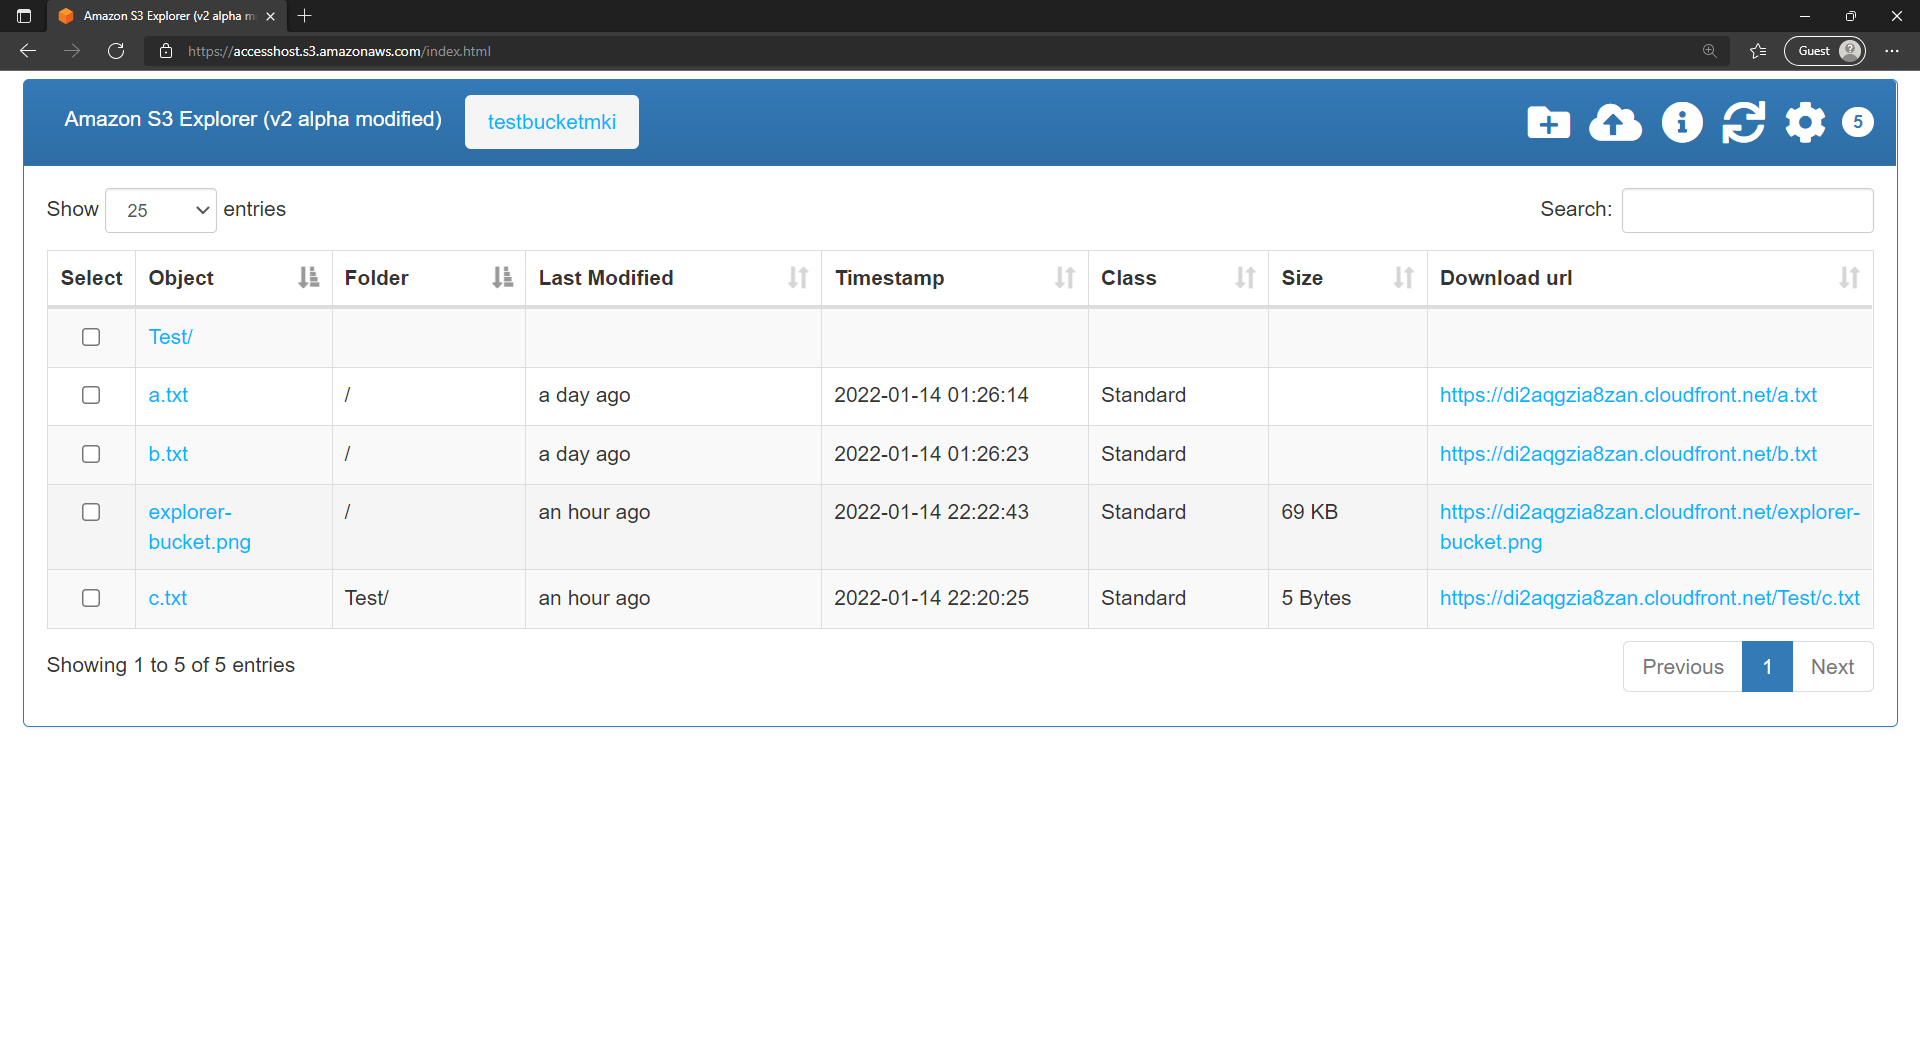 Amazon S3 Explorer (v2 alpha m
https://accesshost.s3.amazonaws.com/index.html
Guest
Amazon S3 Explorer (v2 alpha modified)
testbucketmki
5
Show 25 entries
Search:
Select Object Folder Last Modified Timestamp Class Size Download url
Test/
a.txt / a day ago 2022-01-14 01:26:14 Standard https://di2aqgzia8zan.cloudfront.net/a.txt
b.txt / a day ago 2022-01-14 01:26:23 Standard https://di2aqgzia8zan.cloudfront.net/b.txt
explorer- / an hour ago 2022-01-14 22:22:43 Standard 69 KB https://di2aqgzia8zan.cloudfront.net/explorer-
bucket.png bucket.png
c.txt Test/ an hour ago 2022-01-14 22:20:25 Standard 5 Bytes https://di2aqgzia8zan.cloudfront.net/Test/c.txt
Showing 1 to 5 of 5 entries
Previous 1 Next